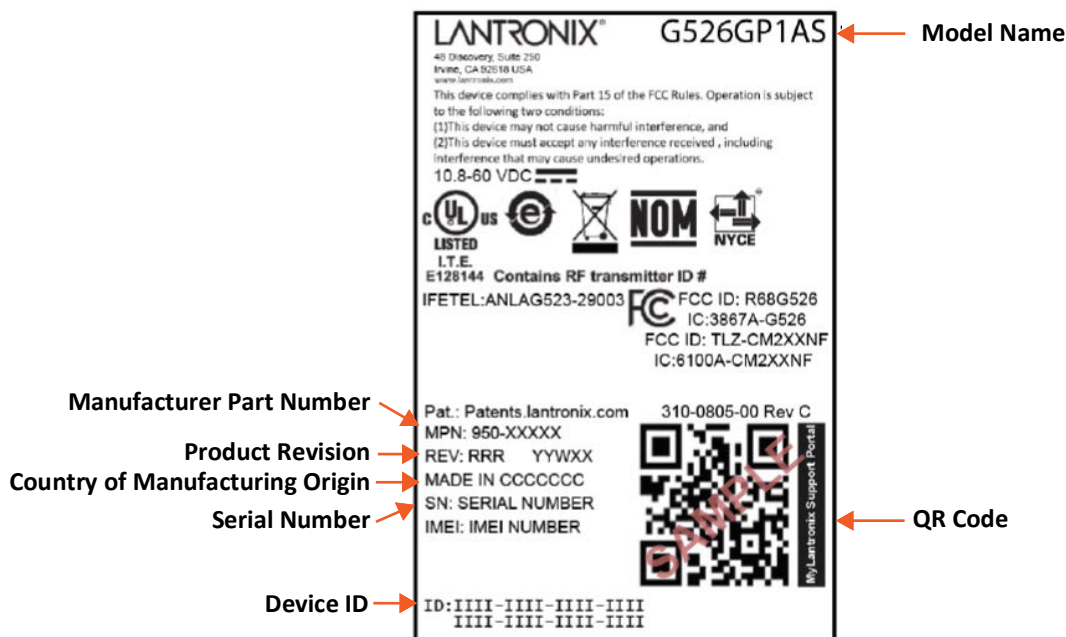 LANTRONIX®
G526GP1AS
Model Name
48 Discovery, Suite 250
Irvine, CA 92618 USA
www.lantronix.com
This device complies with Part 15 of the FCC Rules. Operation is subject
to the following two conditions:
(1)This device may not cause harmful interference, and
(2)This device must accept any interference received , including
interference that may cause undesired operations.
10.8-60 VDC
C UL US
LISTED
I.T.E.
E128144
e
NOM
NYCE
Contains RF transmitter ID #
IFETEL:ANLAG523-29003
FCC
FCC ID: R68G526
IC:3867A-G526
FCC ID: TLZ-CM2XXNF
IC:6100A-CM2XXNF
Manufacturer Part Number
Pat.: Patents.lantronix.com
310-0805-00 Rev C
MPN: 950-XXXXX
Product Revision
REV: RRR YYWXX
Country of Manufacturing Origin
MADE IN CCCCCCC
Serial Number
SN: SERIAL NUMBER
IMEI: IMEI NUMBER
SAMPLE
MyLantronix Support Portal
QR Code
Device ID
ID:IIII-IIII-IIII-IIII
IIII-IIII-IIII-IIII